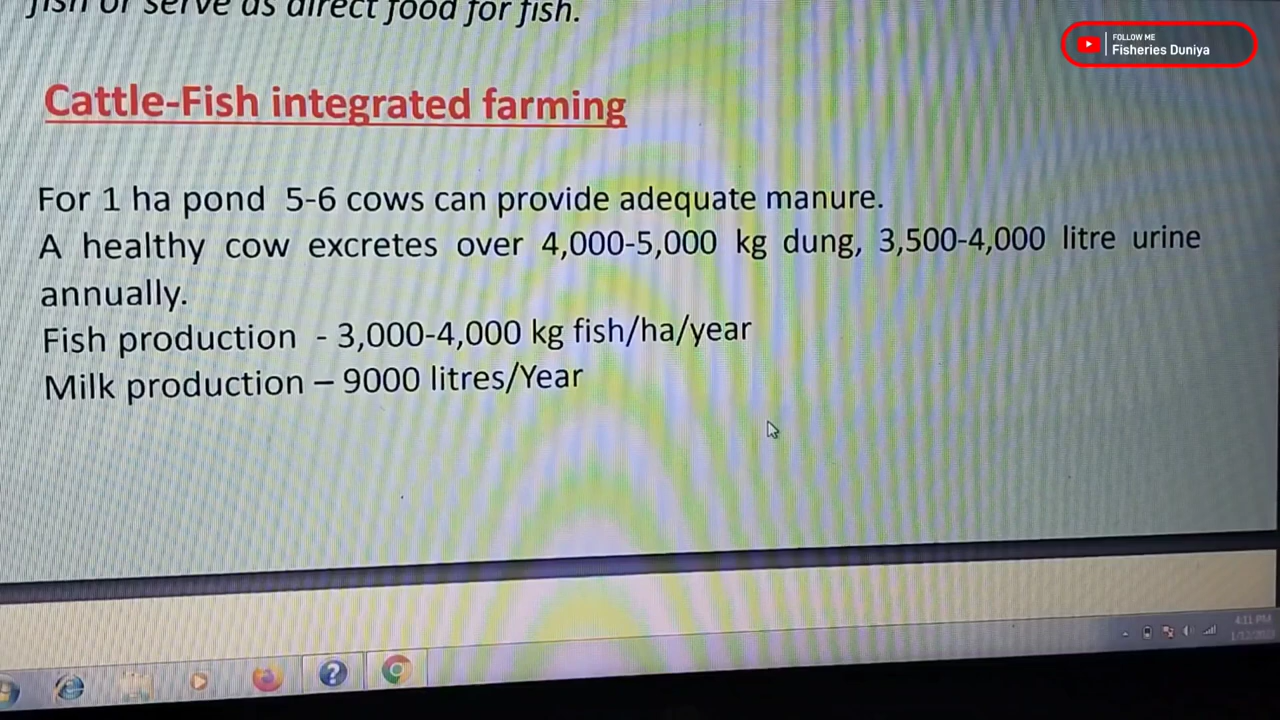 fish or serve as direct food for fish.
FOLLOW ME
Fisheries Duniya
Cattle-Fish integrated farming
For 1 ha pond 5-6 cows can provide adequate manure.
A healthy cow excretes over 4,000-5,000 kg dung, 3,500-4,000 litre urine
annually.
Fish production - 3,000-4,000 kg fish/ha/year
Milk production – 9000 litres/Year
4:11 PM